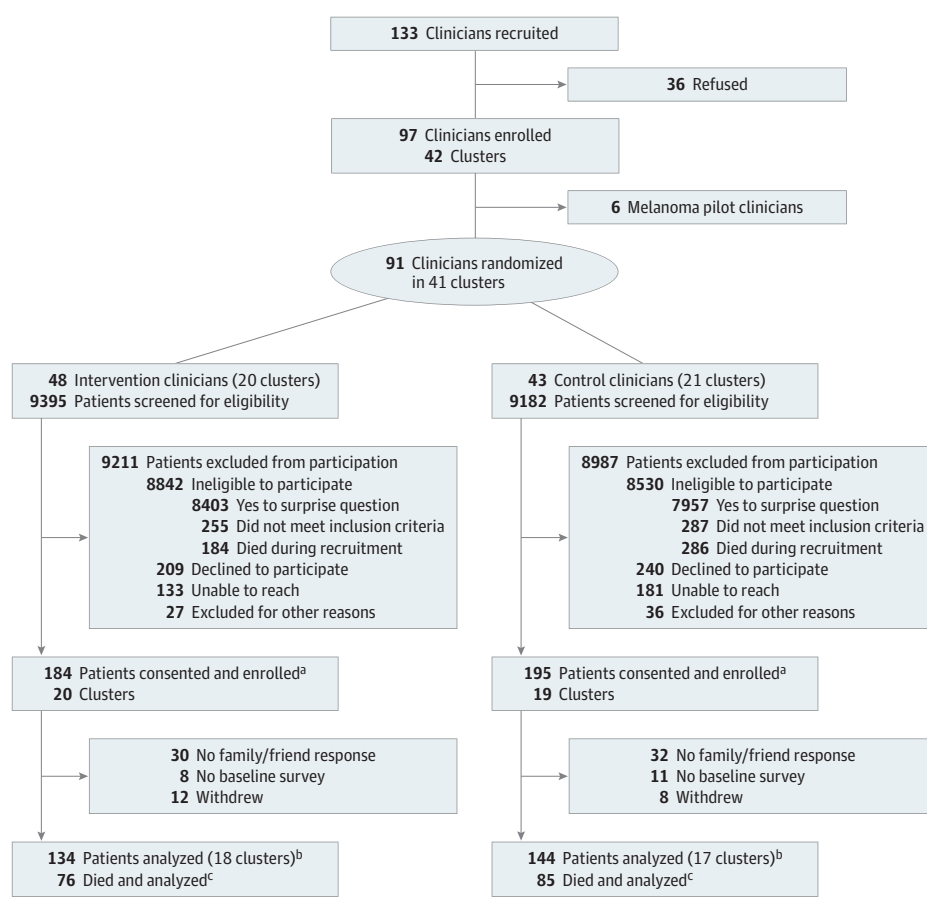 133 Clinicians recruited
36 Refused
97 Clinicians enrolled
42 Clusters
6 Melanoma pilot clinicians
91 Clinicians randomized
in 41 clusters
48 Intervention clinicians (20 clusters)
9395 Patients screened for eligibility
43 Control clinicians (21 clusters)
9182 Patients screened for eligibility
9211 Patients excluded from participation
8842 Ineligible to participate
8403 Yes to surprise question
255 Did not meet inclusion criteria
184 Died during recruitment
209 Declined to participate
133 Unable to reach
27 Excluded for other reasons
8987 Patients excluded from participation
8530 Ineligible to participate
7957 Yes to surprise question
287 Did not meet inclusion criteria
286 Died during recruitment
240 Declined to participate
181 Unable to reach
36 Excluded for other reasons
184 Patients consented and enrolledᵃ
20 Clusters
195 Patients consented and enrolledᵃ
19 Clusters
30 No family/friend response
8 No baseline survey
12 Withdrew
32 No family/friend response
11 No baseline survey
8 Withdrew
134 Patients analyzed (18 clusters)ᵇ
76 Died and analyzedᶜ
144 Patients analyzed (17 clusters)ᵇ
85 Died and analyzedᶜ